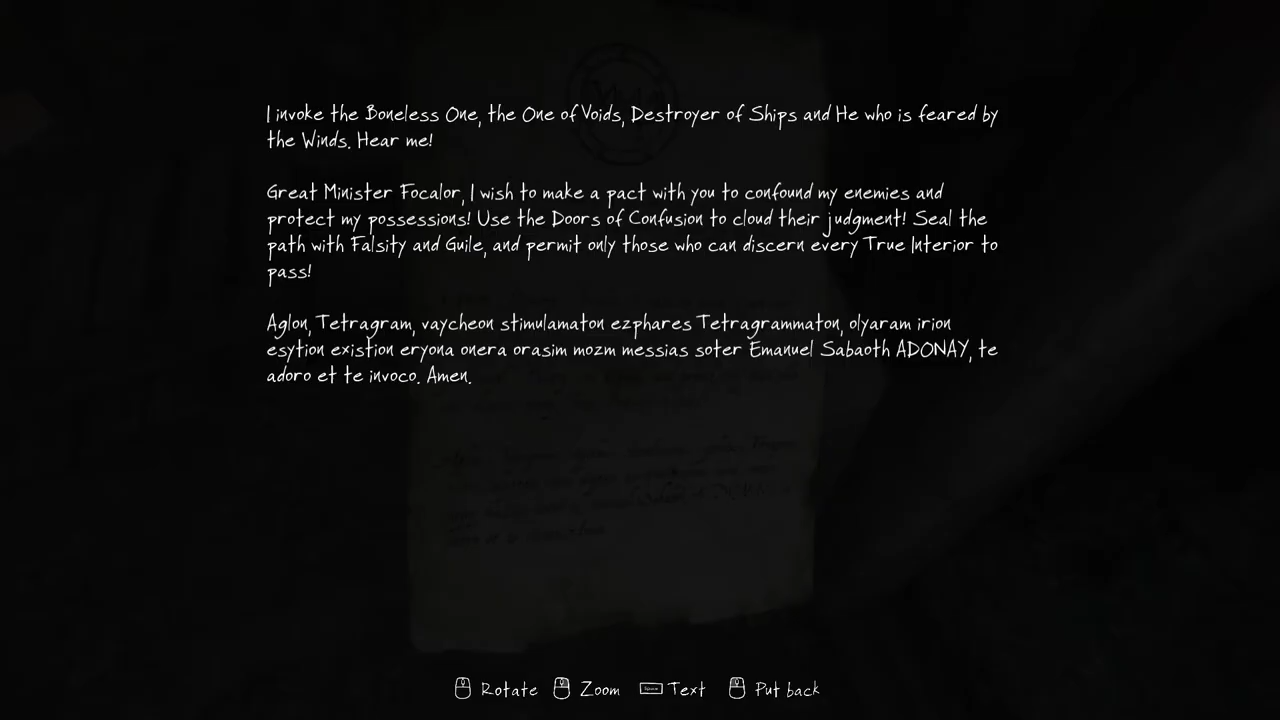 I invoke the Boneless One, the One of Voids, Destroyer of Ships and He who is feared by
the Winds. Hear me!
Great Minister Focalor, I wish to make a pact with you to confound my enemies and
protect my possessions! Use the Doors of Confusion to cloud their judgment! Seal the
path with Falsity and Guile, and permit only those who can discern every True Interior to
pass!
Aglon, Tetragram, vaycheon stimulamaton ezphares Tetragrammaton, olyaram irion
esytion existion eryona onera orasim mozm messias soter Emanuel Sabaoth ADONAY, te
adoro et te invoco. Amen.
Rotate Zoom Text Put back